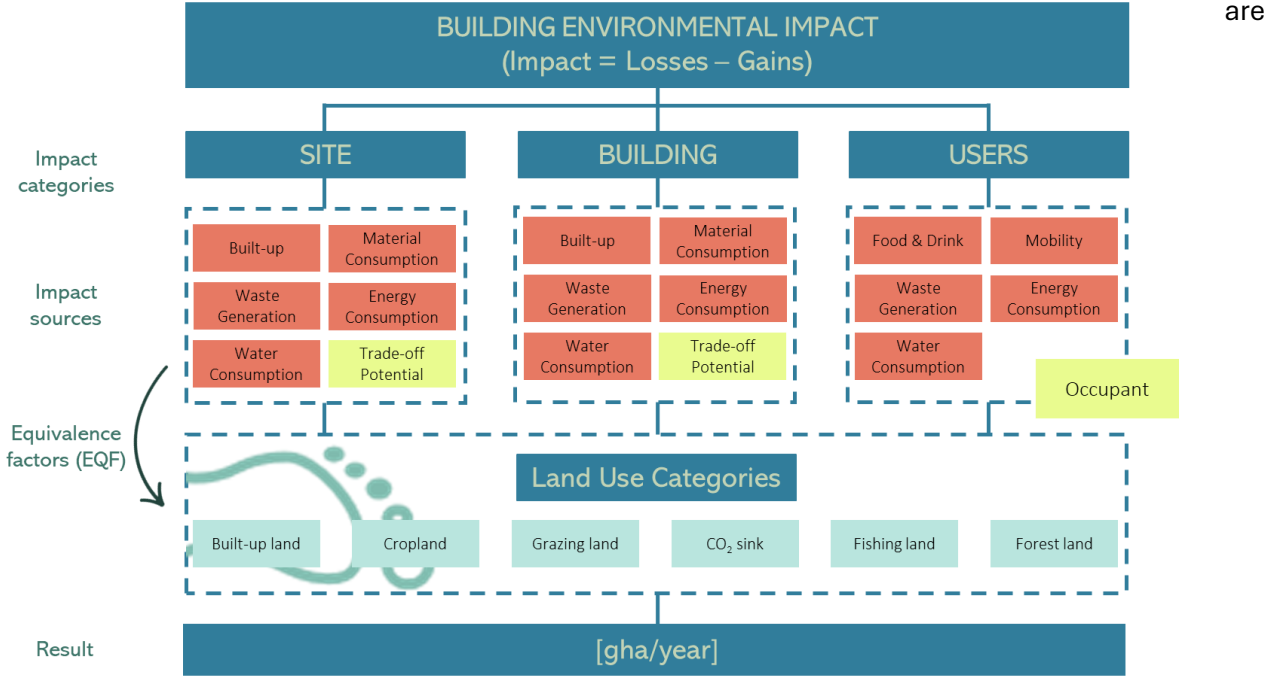 are
BUILDING ENVIRONMENTAL IMPACT
(Impact = Losses – Gains)
Impact
categories
SITE
BUILDING
USERS
Impact
sources
Built-up
Material
Consumption
Waste
Generation
Energy
Consumption
Water
Consumption
Trade-off
Potential
Built-up
Material
Consumption
Waste
Generation
Energy
Consumption
Water
Consumption
Trade-off
Potential
Food & Drink
Mobility
Waste
Generation
Energy
Consumption
Water
Consumption
Occupant
Equivalence
factors (EQF)
Land Use Categories
Built-up land
Cropland
Grazing land
CO₂ sink
Fishing land
Forest land
Result
[gha/year]